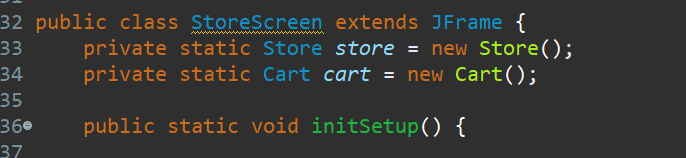 32 public class StoreScreen extends JFrame {
33 private static Store store = new Store();
34 private static Cart cart = new Cart();
35
36 public static void initSetup() {
37